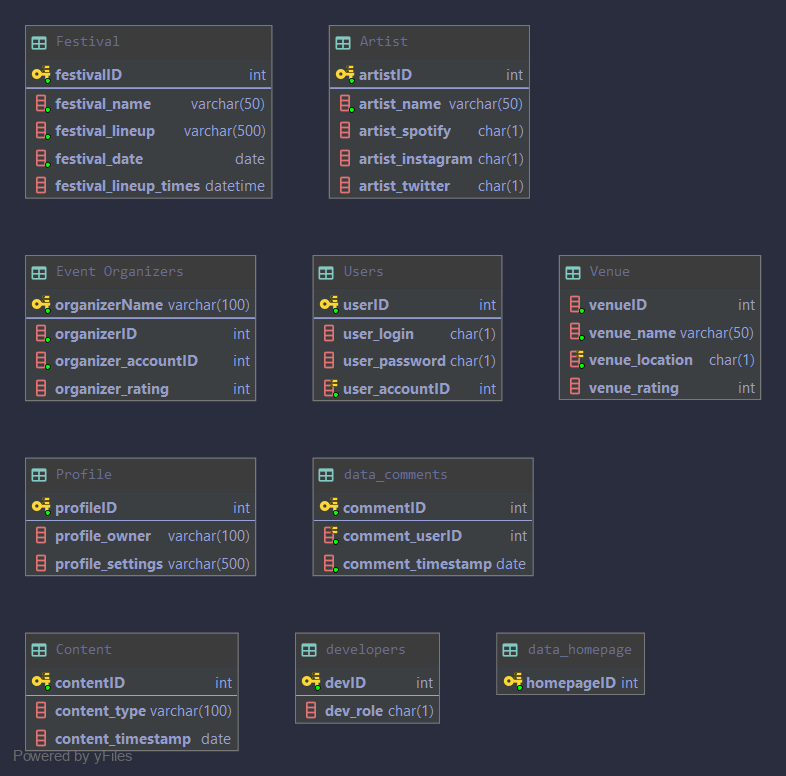 Festival
festivalID int
festival_name varchar(50)
festival_lineup varchar(500)
festival_date date
festival_lineup_times datetime
Artist
artistID int
artist_name varchar(50)
artist_spotify char(1)
artist_instagram char(1)
artist_twitter char(1)
Event Organizers
organizerName varchar(100)
organizerID int
organizer_accountID int
organizer_rating int
Users
userID int
user_login char(1)
user_password char(1)
user_accountID int
Venue
venueID int
venue_name varchar(50)
venue_location char(1)
venue_rating int
Profile
profileID int
profile_owner varchar(100)
profile_settings varchar(500)
data_comments
commentID int
comment_userID int
comment_timestamp date
Content
contentID int
content_type varchar(100)
content_timestamp date
developers
devID int
dev_role char(1)
data_homepage
homepageID int
Powered by yFiles